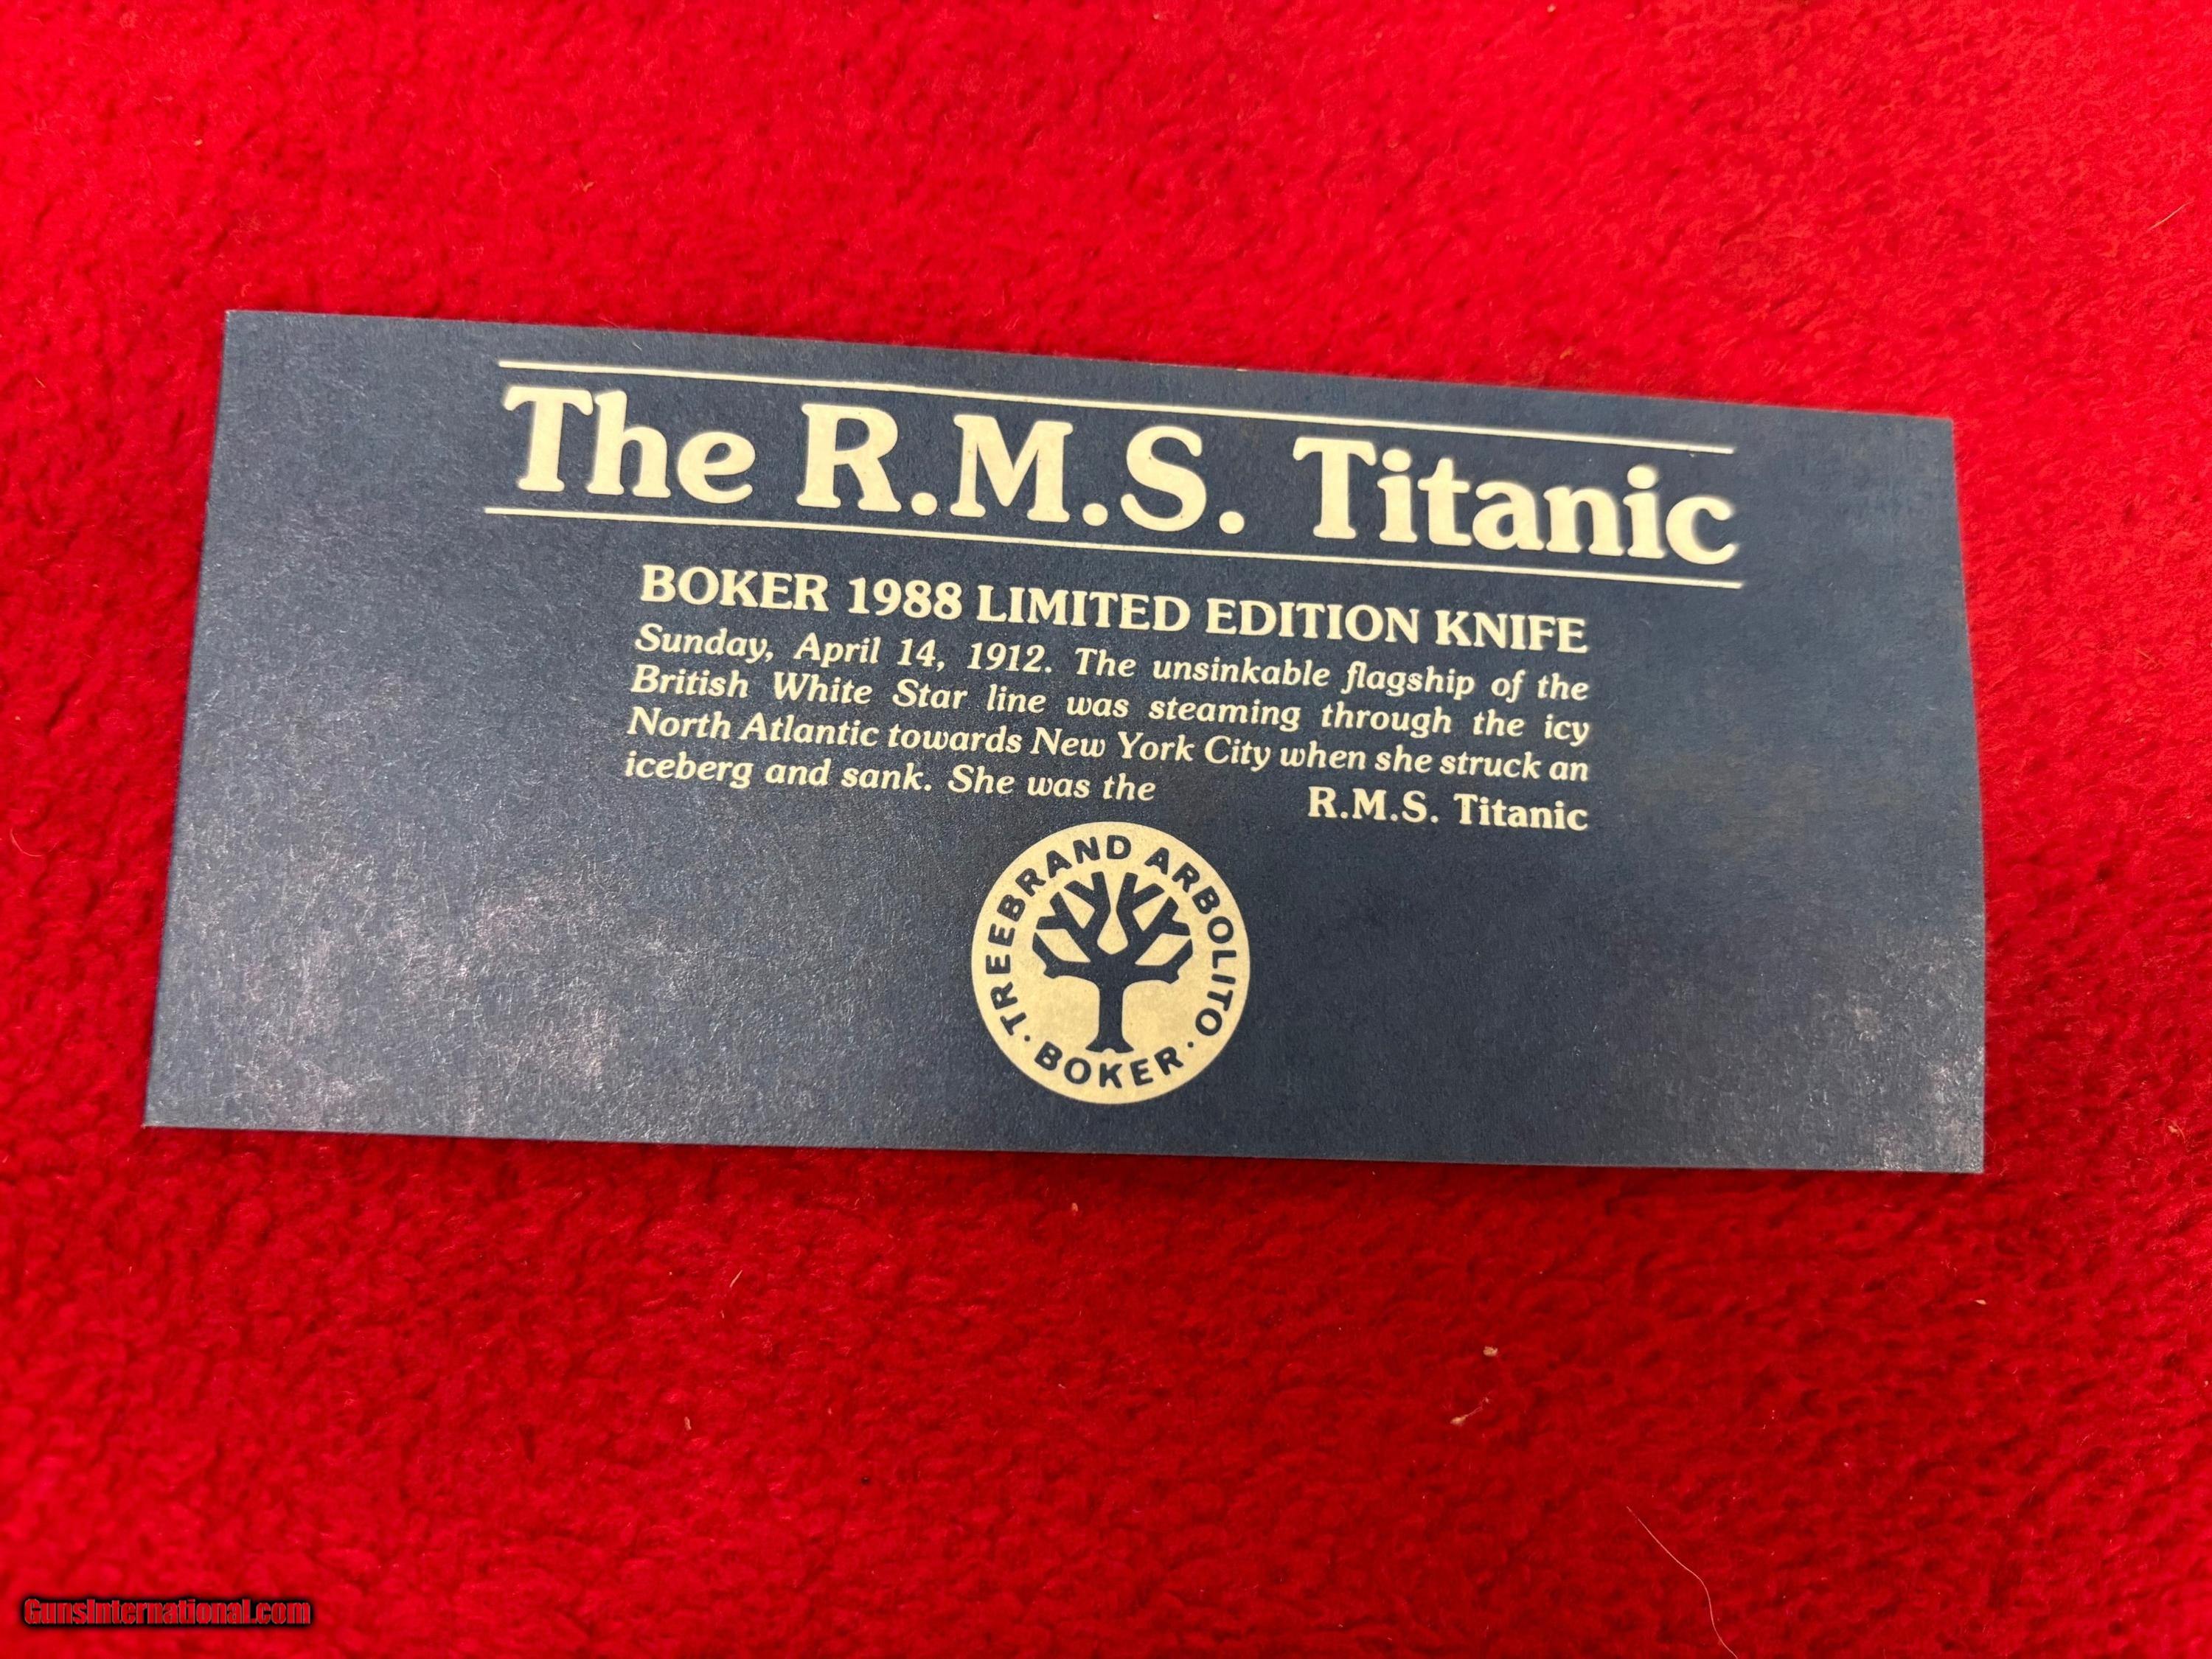 The R.M.S. Titanic
BOKER 1988 LIMITED EDITION KNIFE
Sunday, April 14, 1912. The unsinkable flagship of the
British White Star line was steaming through the icy
North Atlantic towards New York City when she struck an
iceberg and sank. She was the R.M.S. Titanic
TREEBRAND ARBOLITO
· BOKER ·
GunsInternational.com